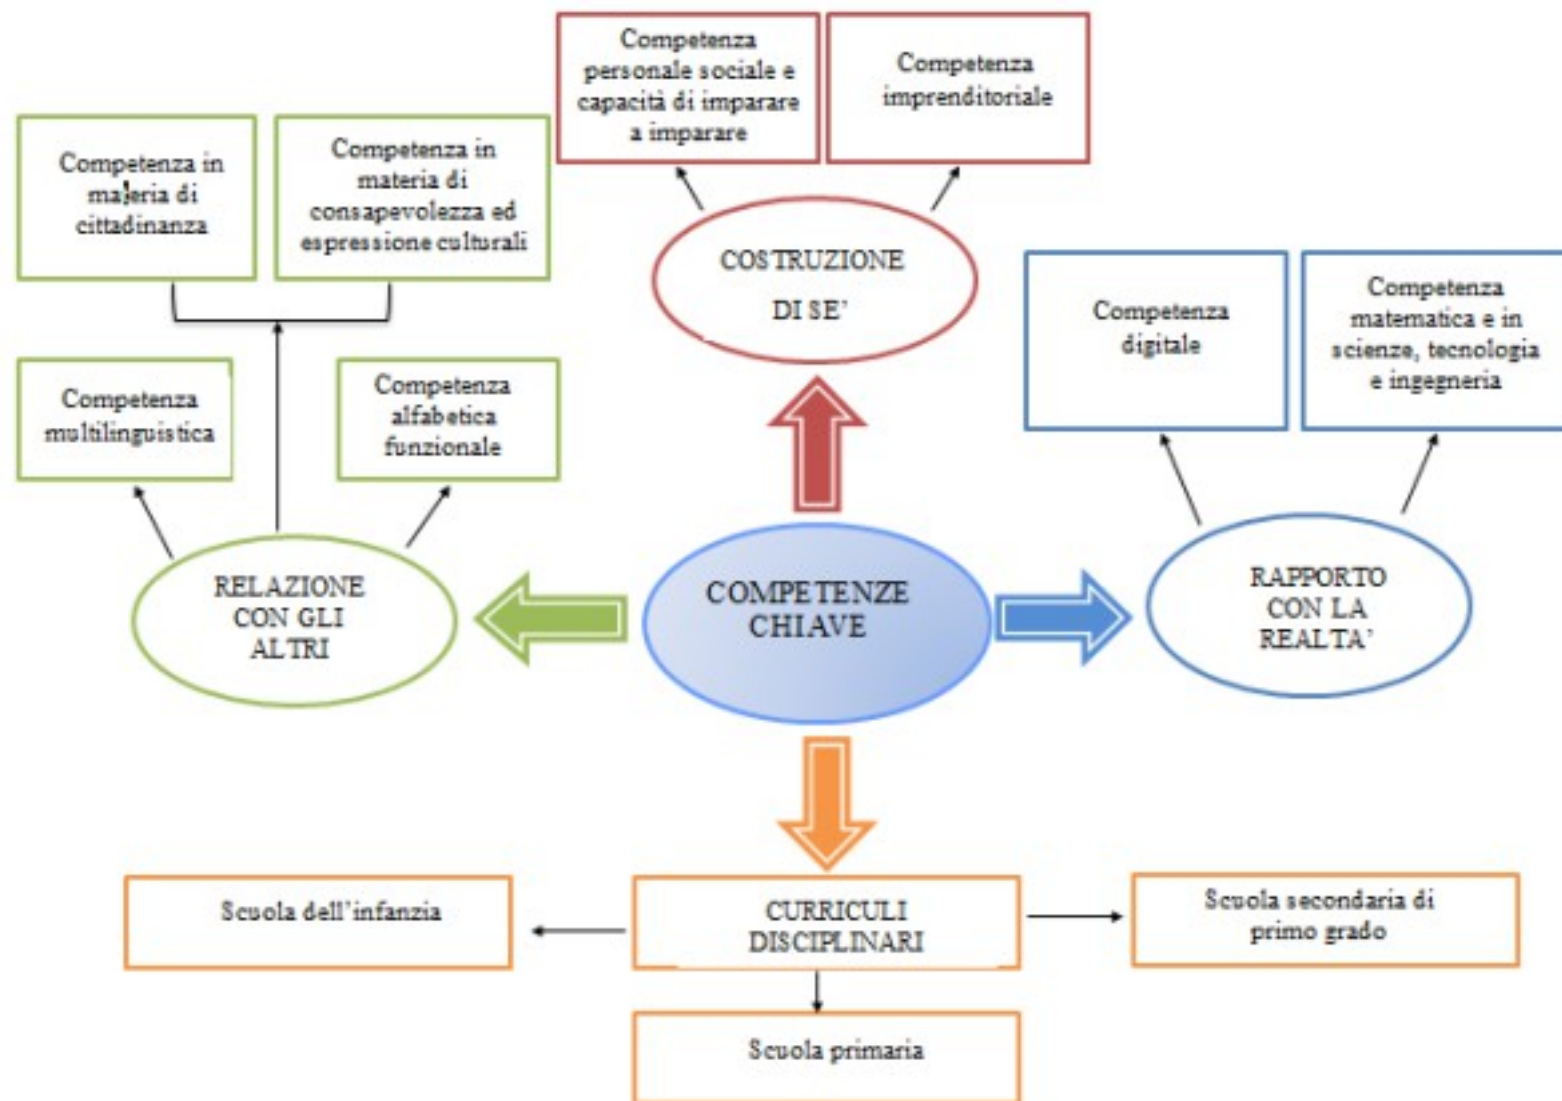 Competenza
personale sociale e
capacità di imparare
a imparare
Competenza
imprenditoriale
Competenza in
materia di
cittadinanza
Competenza in
materia di
consapevolezza ed
espressione culturali
COSTRUZIONE
DI SE’
Competenza
digitale
Competenza
matematica e in
scienze, tecnologia
e ingegneria
Competenza
multilinguistica
Competenza
alfabetica
funzionale
RELAZIONE
CON GLI
ALTRI
COMPETENZE
CHIAVE
RAPPORTO
CON LA
REALTA’
Scuola dell’infanzia
CURRICULI
DISCIPLINARI
Scuola secondaria di
primo grado
Scuola primaria